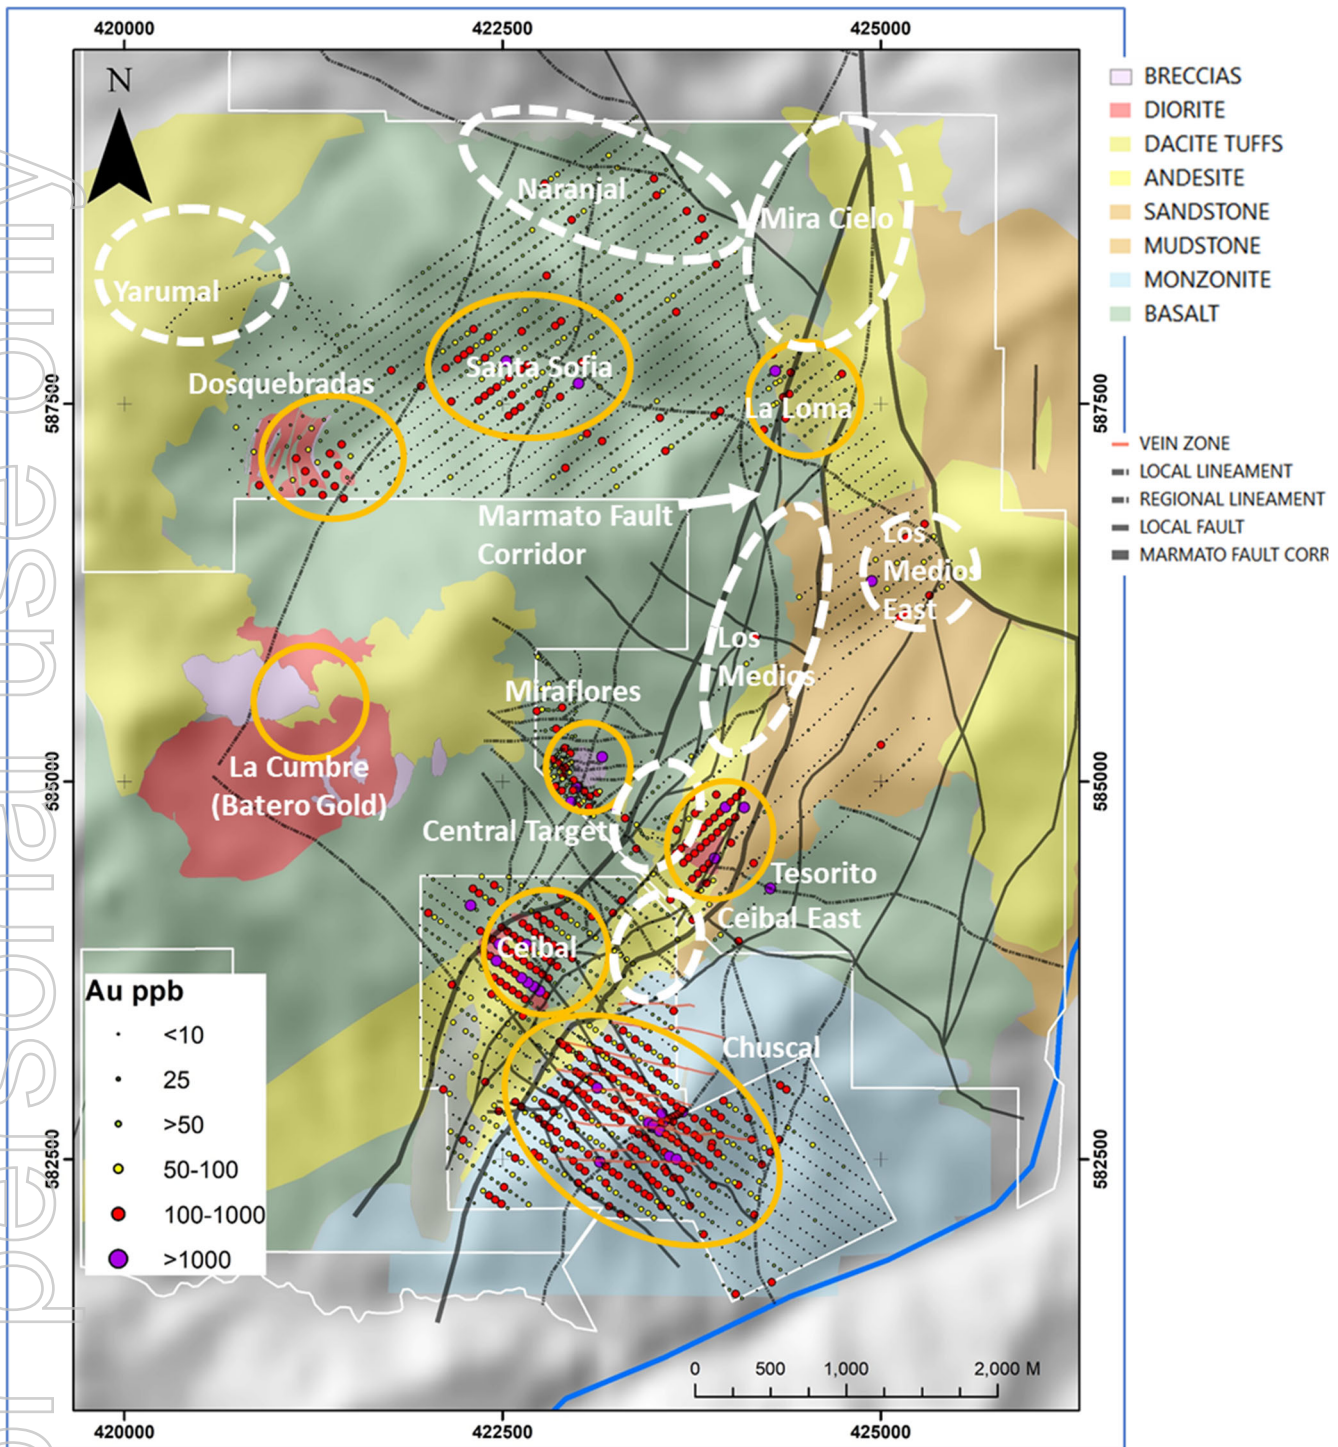 420000
422500
425000
N
BRECCIAS
DIORITE
DACITE TUFFS
ANDESITE
SANDSTONE
MUDSTONE
MONZONITE
BASALT
Naranjal
Mira Cielo
Yarumal
Santa Sofia
Dosquebradas
La Loma
587500
587500
VEIN ZONE
LOCAL LINEAMENT
REGIONAL LINEAMENT
LOCAL FAULT
MARMATO FAULT CORR
Marmato Fault
Corridor
Los
Medios
East
Los
Medios
Miraflores
La Cumbre
(Batero Gold)
585000
585000
Central Target
Tesorito
Ceibal East
Ceibal
Chuscal
Au ppb
<10
25
>50
50-100
100-1000
>1000
582500
582500
0 500 1,000 2,000 M
420000
422500
425000
or personal use only